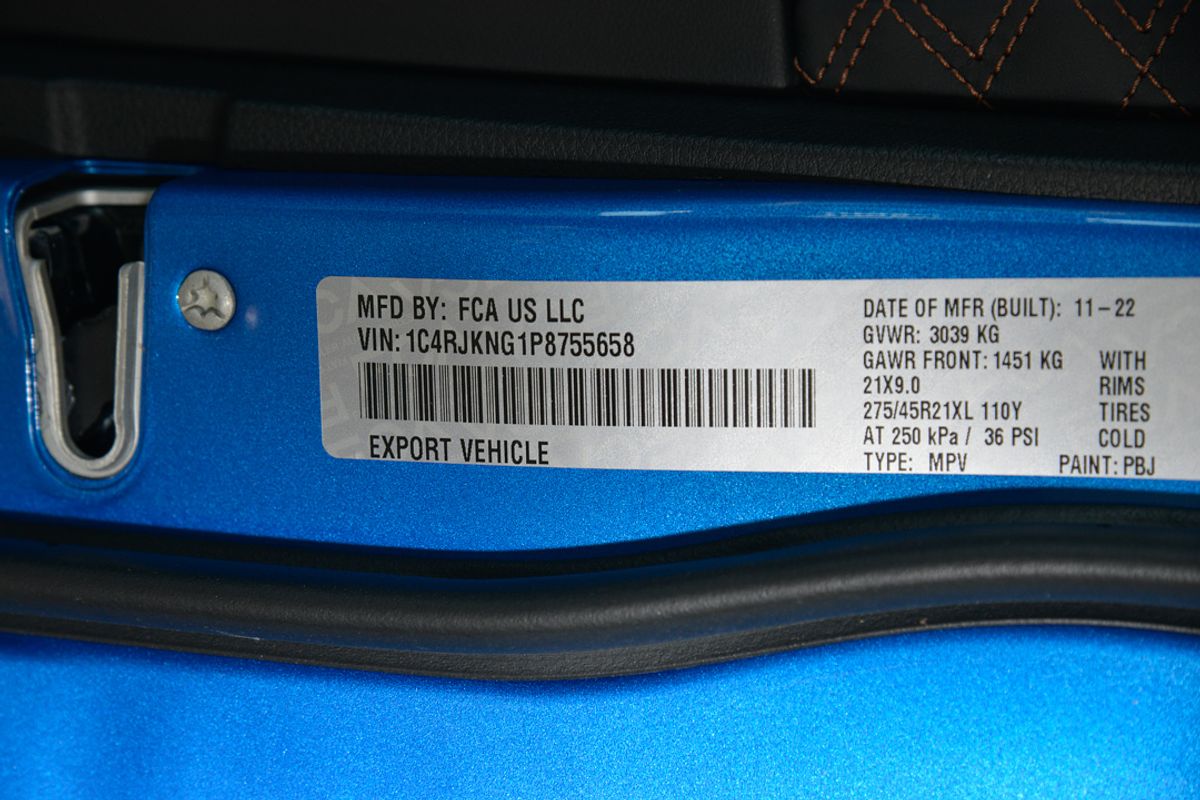 MFD BY: FCA US LLC
VIN: 1C4RJKNG1P8755658
EXPORT VEHICLE
DATE OF MFR (BUILT): 11-22
GVWR: 3039 KG
GAWR FRONT: 1451 KG WITH
21X9.0 RIMS
275/45R21XL 110Y TIRES
AT 250 kPa / 36 PSI COLD
TYPE: MPV PAINT: PBJ